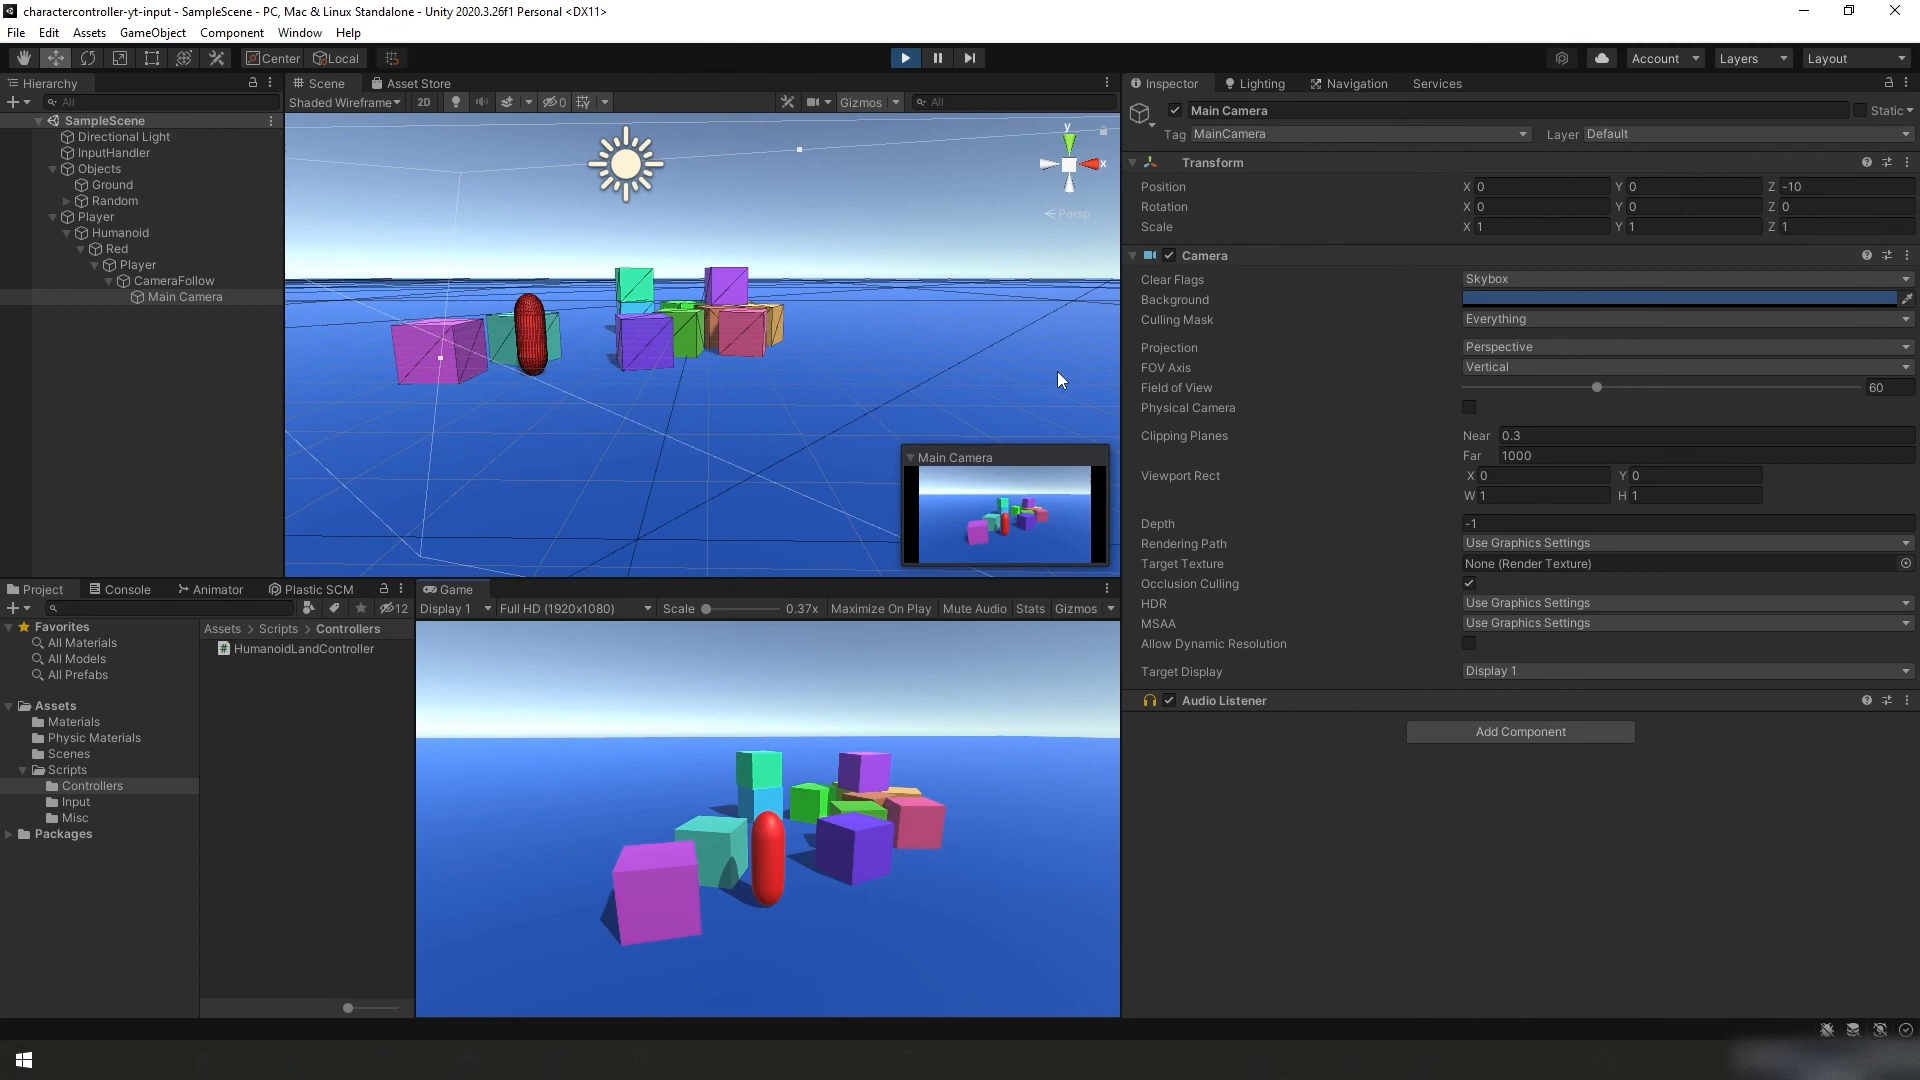 charactercontroller-yt-input - SampleScene - PC, Mac & Linux Standalone - Unity 2020.3.26f1 Personal <DX11>
File Edit Assets GameObject Component Window Help
Center Local Account Layers Layout
Hierarchy
All
SampleScene
Directional Light
InputHandler
Objects
Ground
Random
Player
Humanoid
Red
Player
CameraFollow
Main Camera
Scene Asset Store
Shaded Wireframe 2D 0 Gizmos All
y
x
Persp
Main Camera
Project Console Animator Plastic SCM
12
Favorites
All Materials
All Models
All Prefabs
Assets
Materials
Physic Materials
Scenes
Scripts
Controllers
Input
Misc
Packages
Assets > Scripts > Controllers
HumanoidLandController
Game
Display 1 Full HD (1920x1080) Scale 0.37x Maximize On Play Mute Audio Stats Gizmos
Inspector Lighting Navigation Services
Main Camera Static
Tag MainCamera Layer Default
Transform
Position X 0 Y 0 Z -10
Rotation X 0 Y 0 Z 0
Scale X 1 Y 1 Z 1
Camera
Clear Flags Skybox
Background
Culling Mask Everything
Projection Perspective
FOV Axis Vertical
Field of View 60
Physical Camera
Clipping Planes Near 0.3
Far 1000
Viewport Rect X 0 Y 0
W 1 H 1
Depth -1
Rendering Path Use Graphics Settings
Target Texture None (Render Texture)
Occlusion Culling
HDR Use Graphics Settings
MSAA Use Graphics Settings
Allow Dynamic Resolution
Target Display Display 1
Audio Listener
Add Component